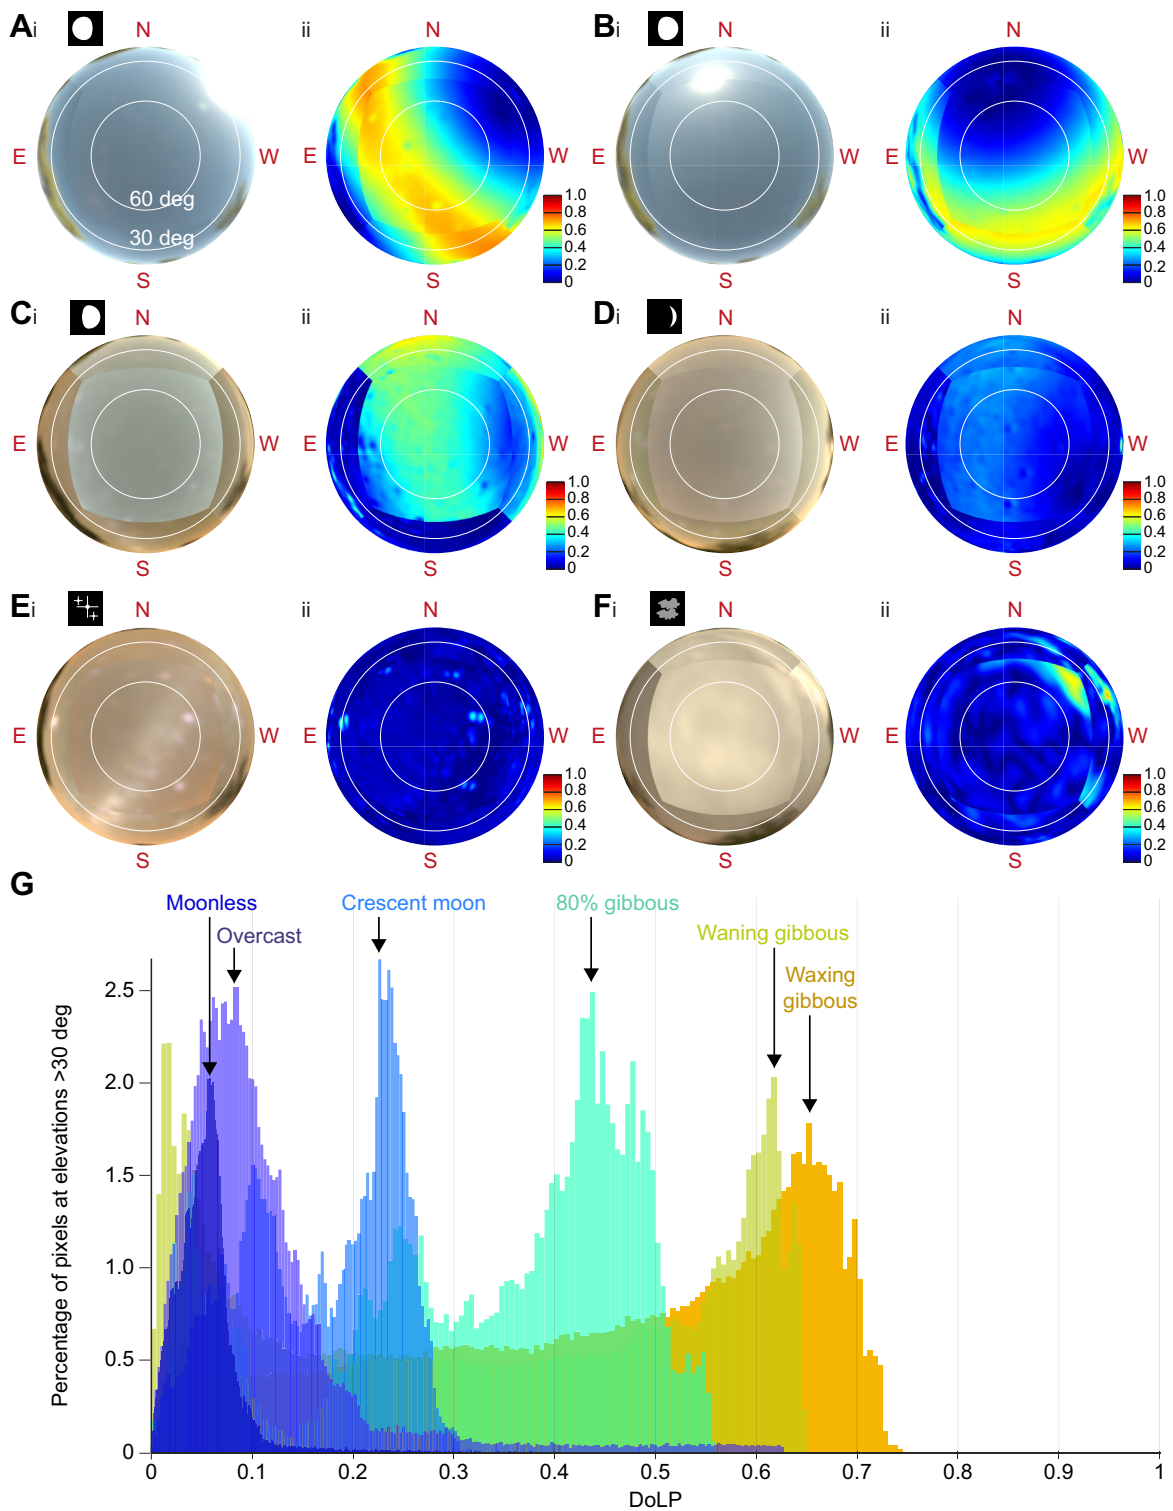 Ai
N
ii
N
Bi
N
ii
N
E
W
E
W
E
W
E
W
60 deg
30 deg
1.0
0.8
0.6
0.4
0.2
0
1.0
0.8
0.6
0.4
0.2
0
S
S
S
S
Ci
N
ii
N
Di
N
ii
N
E
W
E
W
E
W
E
W
1.0
0.8
0.6
0.4
0.2
0
1.0
0.8
0.6
0.4
0.2
0
S
S
S
S
Ei
N
ii
N
Fi
N
ii
N
E
W
E
W
E
W
E
W
1.0
0.8
0.6
0.4
0.2
0
1.0
0.8
0.6
0.4
0.2
0
S
S
S
S
G
Moonless
Overcast
Crescent moon
80% gibbous
Waning gibbous
Waxing
gibbous
Percentage of pixels at elevations >30 deg
2.5
2.0
1.5
1.0
0.5
0
0
0.1
0.2
0.3
0.4
0.5
0.6
0.7
0.8
0.9
1
DoLP